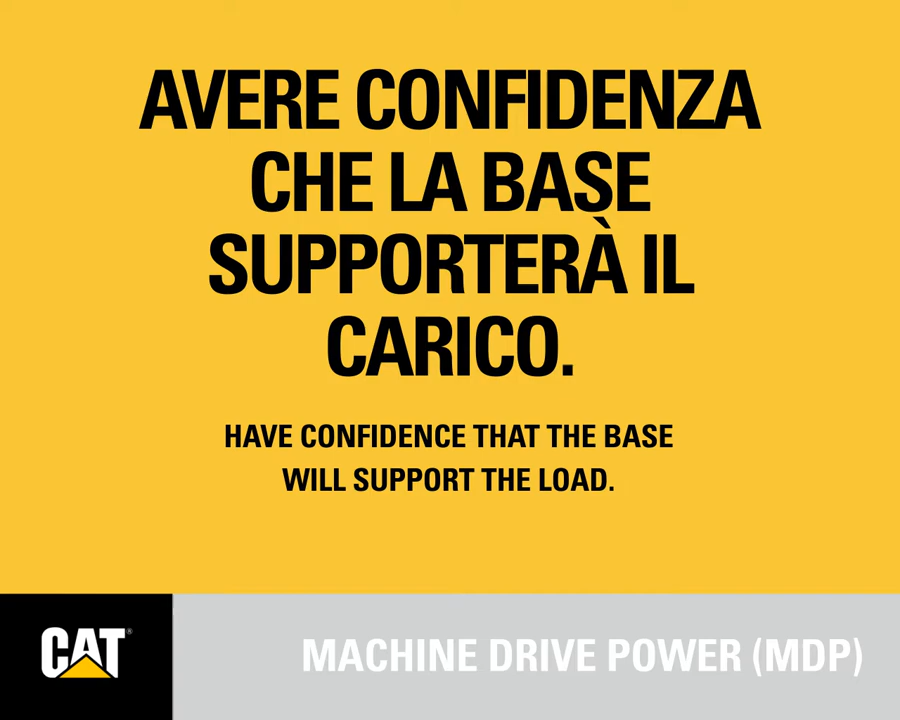 AVERE CONFIDENZA
CHE LA BASE
SUPPORTERÀ IL
CARICO.
HAVE CONFIDENCE THAT THE BASE
WILL SUPPORT THE LOAD.
CAT®
MACHINE DRIVE POWER (MDP)